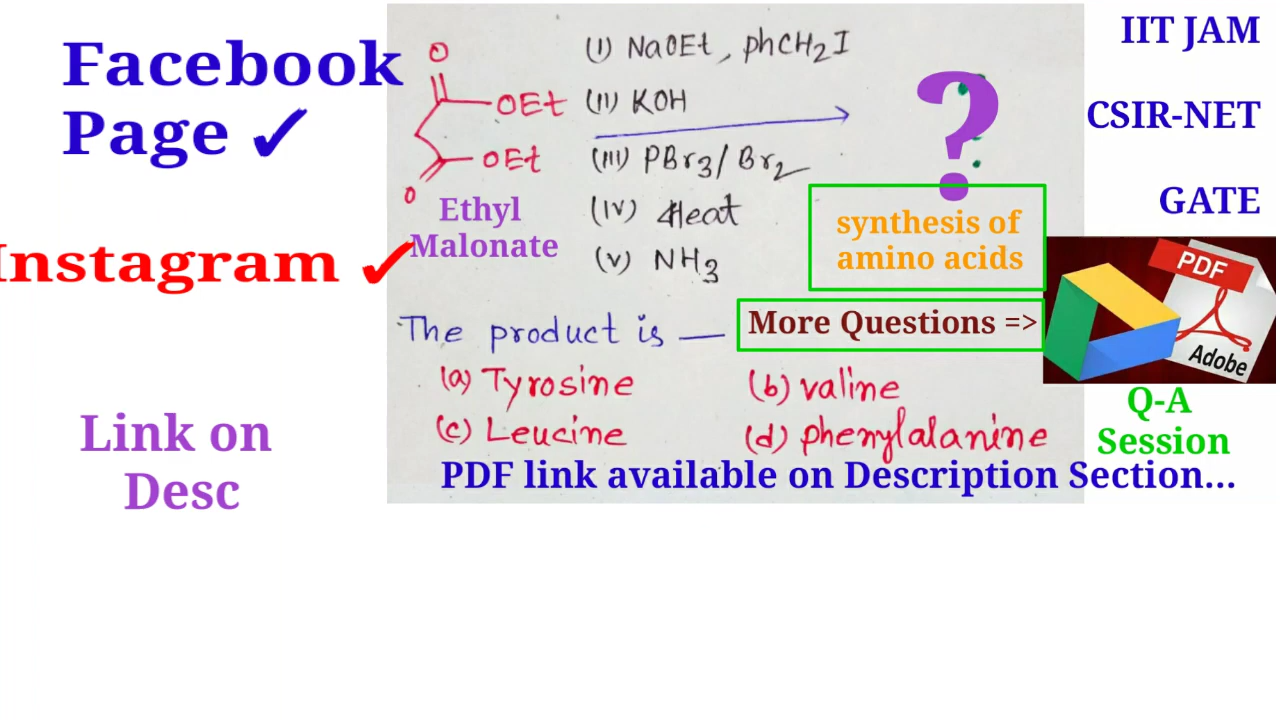 Facebook
Page ✓
Instagram ✓
Link on
Desc
O
OEt
OEt
O
Ethyl
Malonate
(i) NaOEt, phCH2I
(ii) KOH
(iii) PBr3/Br2
(iv) Heat
(v) NH3
?
synthesis of
amino acids
The product is —
More Questions =>
(a) Tyrosine (b) valine
(c) Leucine (d) phenylalanine
PDF link available on Description Section...
IIT JAM
CSIR-NET
GATE
PDF
Adobe
Q-A
Session